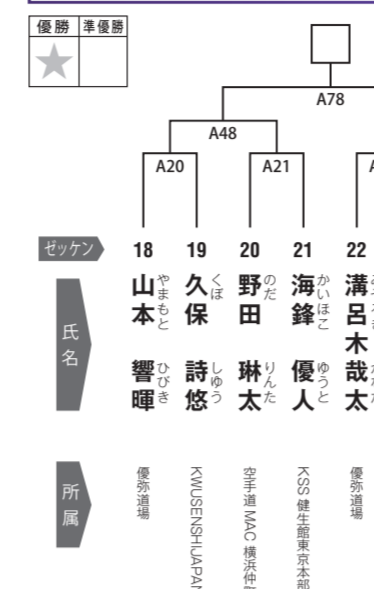 優勝 準優勝
A78
A48
A20 A21
ゼッケン 18 19 20 21 22
氏名
山本 響暉
やまもと ひびき
久保 詩悠
くぼ しゆう
野田 琳太
のだ りんた
海鋒 優人
かいほこ ゆうと
溝呂木 哉太
所属
優弥道場
KWUSENSHIJAPAN
空手道 MAC 横浜仲町
KSS 健生館東京本部
優弥道場